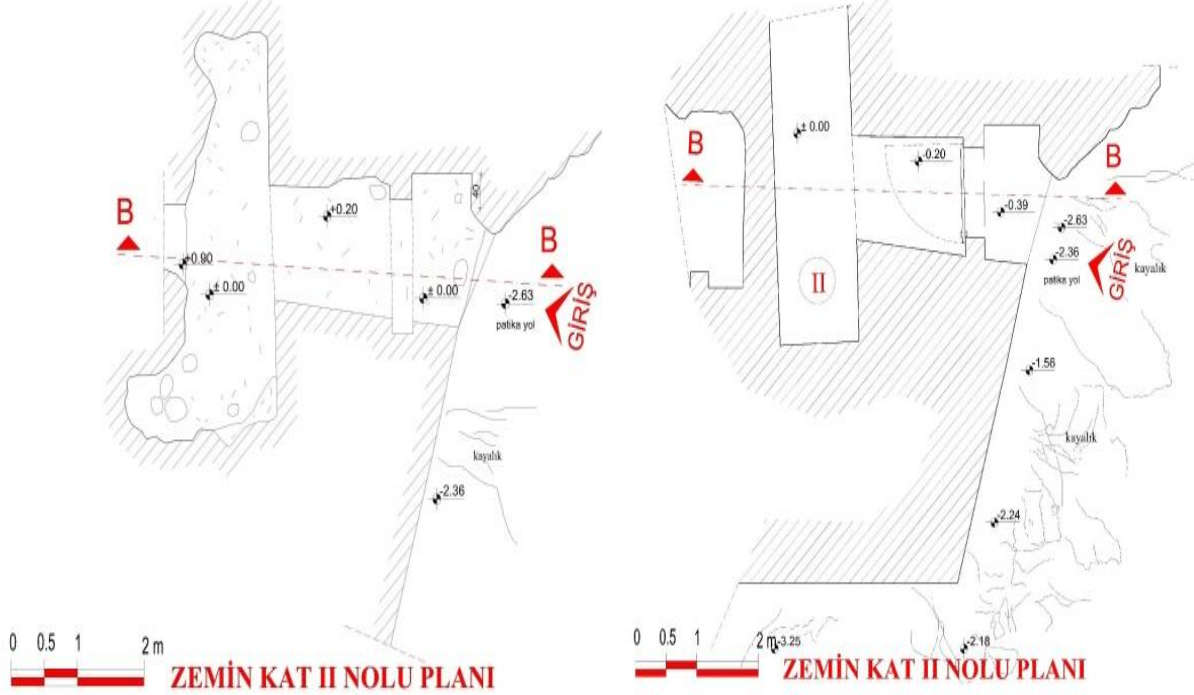 B
+0.20
40
+0.90
± 0.00
± 0.00
B
-2.63
patika yol
GİRİŞ
kayalık
-2.36
0 0.5 1 2 m
ZEMİN KAT II NOLU PLANI
B
± 0.00
-0.20
B
-0.39
-2.63
-2.36
patika yol
kayalık
GİRİŞ
II
-1.56
kayalık
-2.24
-3.25
-2.18
0 0.5 1 2 m
ZEMİN KAT II NOLU PLANI